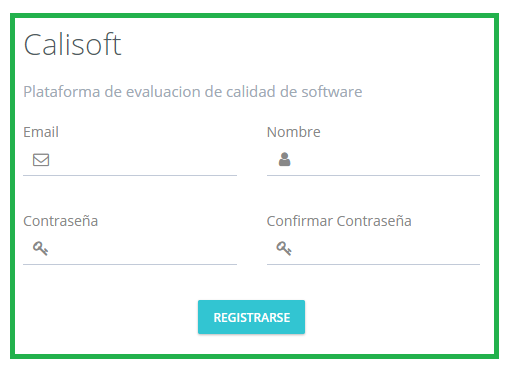 Calisoft
Plataforma de evaluacion de calidad de software
Email
Nombre
Contraseña
Confirmar Contraseña
REGISTRARSE